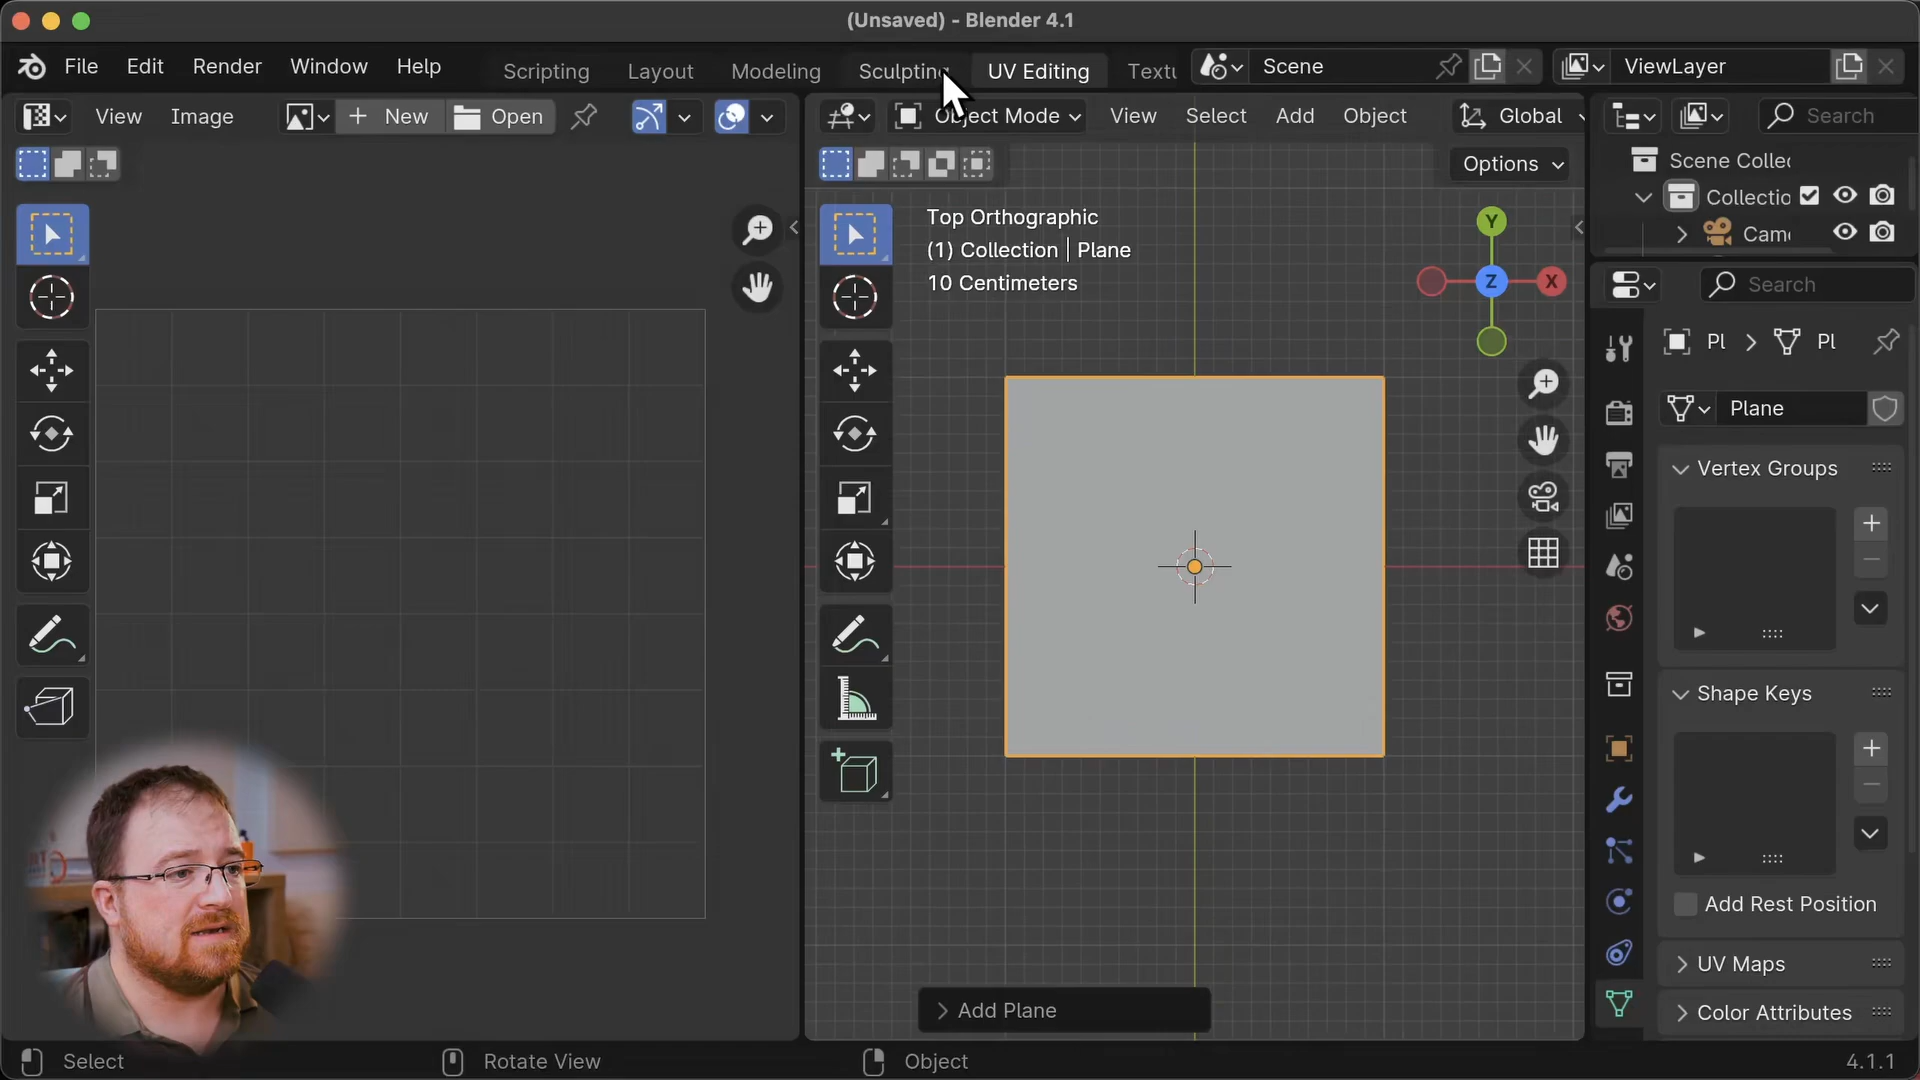 (Unsaved) - Blender 4.1
File Edit Render Window Help
Scripting Layout Modeling Sculpting UV Editing Textu
Scene
ViewLayer
View Image New Open
Object Mode View Select Add Object Global
Search
Options
Scene Collec
Collectio
Came
Top Orthographic
(1) Collection | Plane
10 Centimeters
Y
Z
X
Search
Pl > Pl
Plane
Vertex Groups
Shape Keys
Add Rest Position
UV Maps
Color Attributes
Add Plane
Select
Rotate View
Object
4.1.1